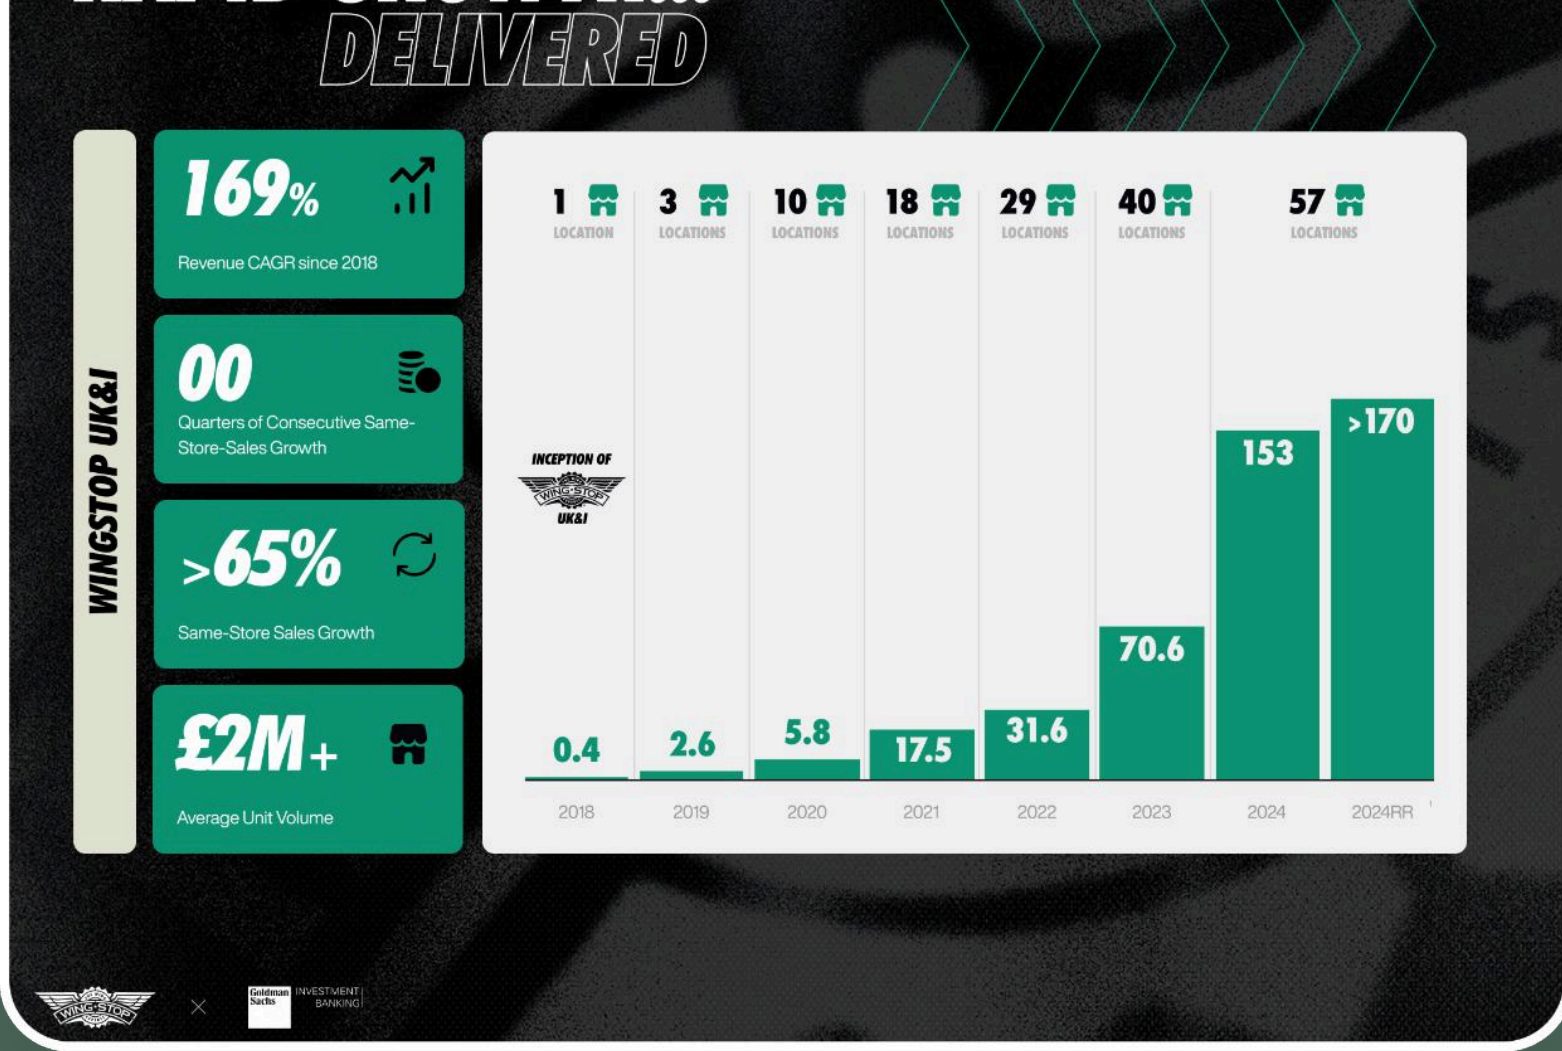 DELIVERED
WINGSTOP UK&I
169%
Revenue CAGR since 2018
00
Quarters of Consecutive Same-
Store-Sales Growth
>65%
Same-Store Sales Growth
£2M+
Average Unit Volume
1 3 10 18 29 40 57
LOCATION LOCATIONS LOCATIONS LOCATIONS LOCATIONS LOCATIONS LOCATIONS
INCEPTION OF
WING-STOP
UK&I
0.4 2.6 5.8 17.5 31.6 70.6 153 >170
2018 2019 2020 2021 2022 2023 2024 2024RR 1
WING-STOP
Goldman
Sachs
INVESTMENT
BANKING